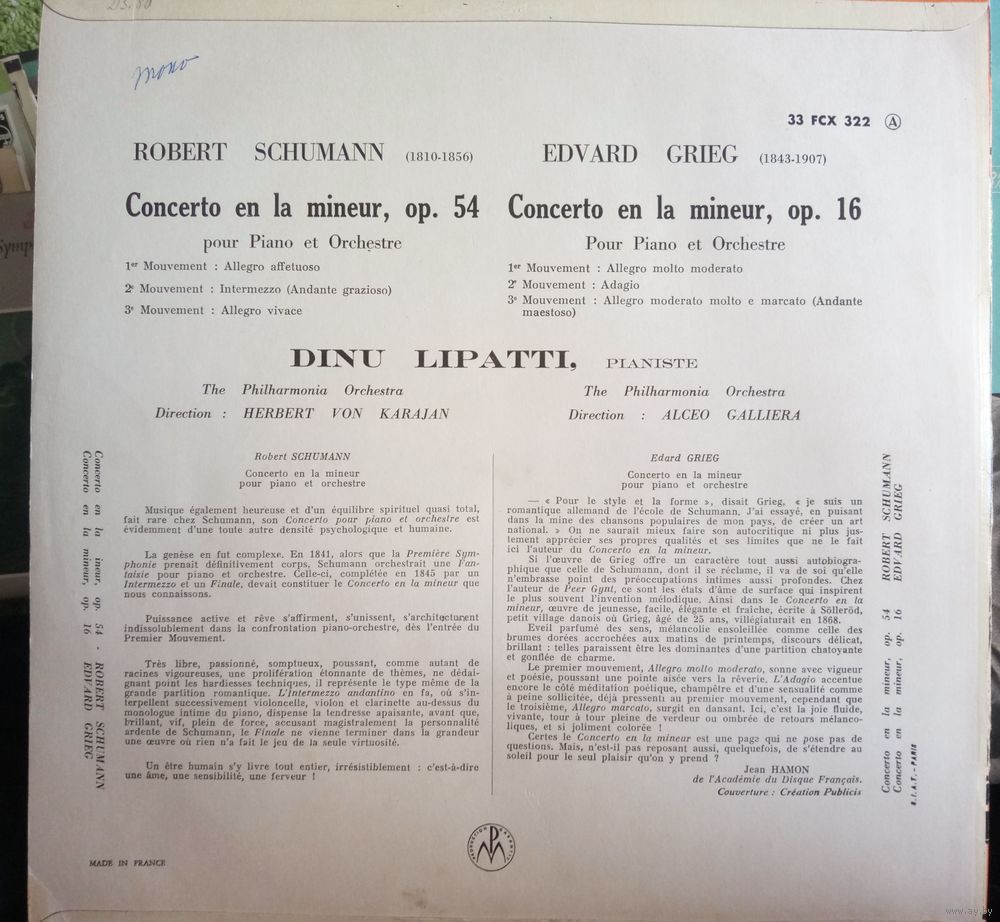 23.80
mono
33 FCX 322 Ⓐ
ROBERT SCHUMANN (1810-1856)
Concerto en la mineur, op. 54
pour Piano et Orchestre
1er Mouvement : Allegro affetuoso
2e Mouvement : Intermezzo (Andante grazioso)
3e Mouvement : Allegro vivace
EDVARD GRIEG (1843-1907)
Concerto en la mineur, op. 16
Pour Piano et Orchestre
1er Mouvement : Allegro molto moderato
2e Mouvement : Adagio
3e Mouvement : Allegro moderato molto e marcato (Andante
maestoso)
DINU LIPATTI, PIANISTE
The Philharmonia Orchestra
Direction : HERBERT VON KARAJAN
The Philharmonia Orchestra
Direction : ALCEO GALLIERA
Robert SCHUMANN
Concerto en la mineur
pour piano et orchestre
Musique également heureuse et d'un équilibre spirituel quasi total,
fait rare chez Schumann, son Concerto pour piano et orchestre est
évidemment d'une toute autre densité psychologique et humaine.
La genèse en fut complexe. En 1841, alors que la Première Sym-
phonie prenait définitivement corps, Schumann orchestrait une Fan-
taisie pour piano et orchestre. Celle-ci, complétée en 1845 par un
Intermezzo et un Finale, devait constituer le Concerto en la mineur que
nous connaissons.
Puissance active et rêve s'affirment, s'unissent, s'architecturent
indissolublement dans la confrontation piano-orchestre, dès l'entrée du
Premier Mouvement.
Très libre, passionné, somptueux, poussant, comme autant de
racines vigoureuses, une prolifération étonnante de thèmes, ne dédai-
gnant point les hardiesses techniques, il représente le type même de la
grande partition romantique. L'Intermezzo andantino en fa, où s'in-
terpellent successivement violoncelle, violon et clarinette au-dessus du
monologue intime du piano, dispense la tendresse apaisante, avant que,
brillant, vif, plein de force, accusant magistralement la personnalité
ardente de Schumann, le Finale ne vienne terminer dans la grandeur
une œuvre où rien n'a fait le jeu de la seule virtuosité.
Un être humain s'y livre tout entier, irrésistiblement : c'est-à-dire
une âme, une sensibilité, une ferveur !
Edard GRIEG
Concerto en la mineur
pour piano et orchestre
— « Pour le style et la forme », disait Grieg, « je suis un
romantique allemand de l'école de Schumann. J'ai essayé, en puisant
dans la mine des chansons populaires de mon pays, de créer un art
national. » On ne saurait mieux faire son autocritique ni plus jus-
tement apprécier ses propres qualités et ses limites que ne le fait
ici l'auteur du Concerto en la mineur.
Si l'œuvre de Grieg offre un caractère tout aussi autobiogra-
phique que celle de Schumann, dont il se réclame, il va de soi qu'elle
n'embrasse point des préoccupations intimes aussi profondes. Chez
l'auteur de Peer Gynt, ce sont les états d'âme de surface qui inspirent
le plus souvent l'invention mélodique. Ainsi dans le Concerto en la
mineur, œuvre de jeunesse, facile, élégante et fraîche, écrite à Sölleröd,
petit village danois où Grieg, âgé de 25 ans, villégiaturait en 1868.
Eveil parfumé des sens, mélancolie ensoleillée comme celle des
brumes dorées accrochées aux matins de printemps, discours délicat,
brillant : telles paraissent être les dominantes d'une partition chatoyante
et gonflée de charme.
Le premier mouvement, Allegro molto moderato, sonne avec vigueur
et poésie, poussant une pointe aisée vers la rêverie. L'Adagio accentue
encore le côté méditation poétique, champêtre et d'une sensualité comme
à peine sollicitée, déjà pressenti au premier mouvement, cependant que
le troisième, Allegro marcato, surgit en dansant. Ici, c'est la joie fluide,
vivante, tour à tour pleine de verdeur ou ombrée de retours mélanco-
liques, et si joliment colorée !
Certes le Concerto en la mineur est une page qui ne pose pas de
questions. Mais, n'est-il pas reposant aussi, quelquefois, de s'étendre au
soleil pour le seul plaisir qu'on y prend ?
Jean HAMON
de l'Académie du Disque Français.
Couverture : Création Publicis
Concerto en la ineur, op. 54 - ROBERT SCHUMANN
Concerto en la mineur, op. 16 EDVARD GRIEG
Concerto en la mineur, op. 54 ROBERT SCHUMANN
Concerto en la mineur, op. 16 EDVARD GRIEG
S.I.A.T. - PARIS
MADE IN FRANCE
www.ay.by